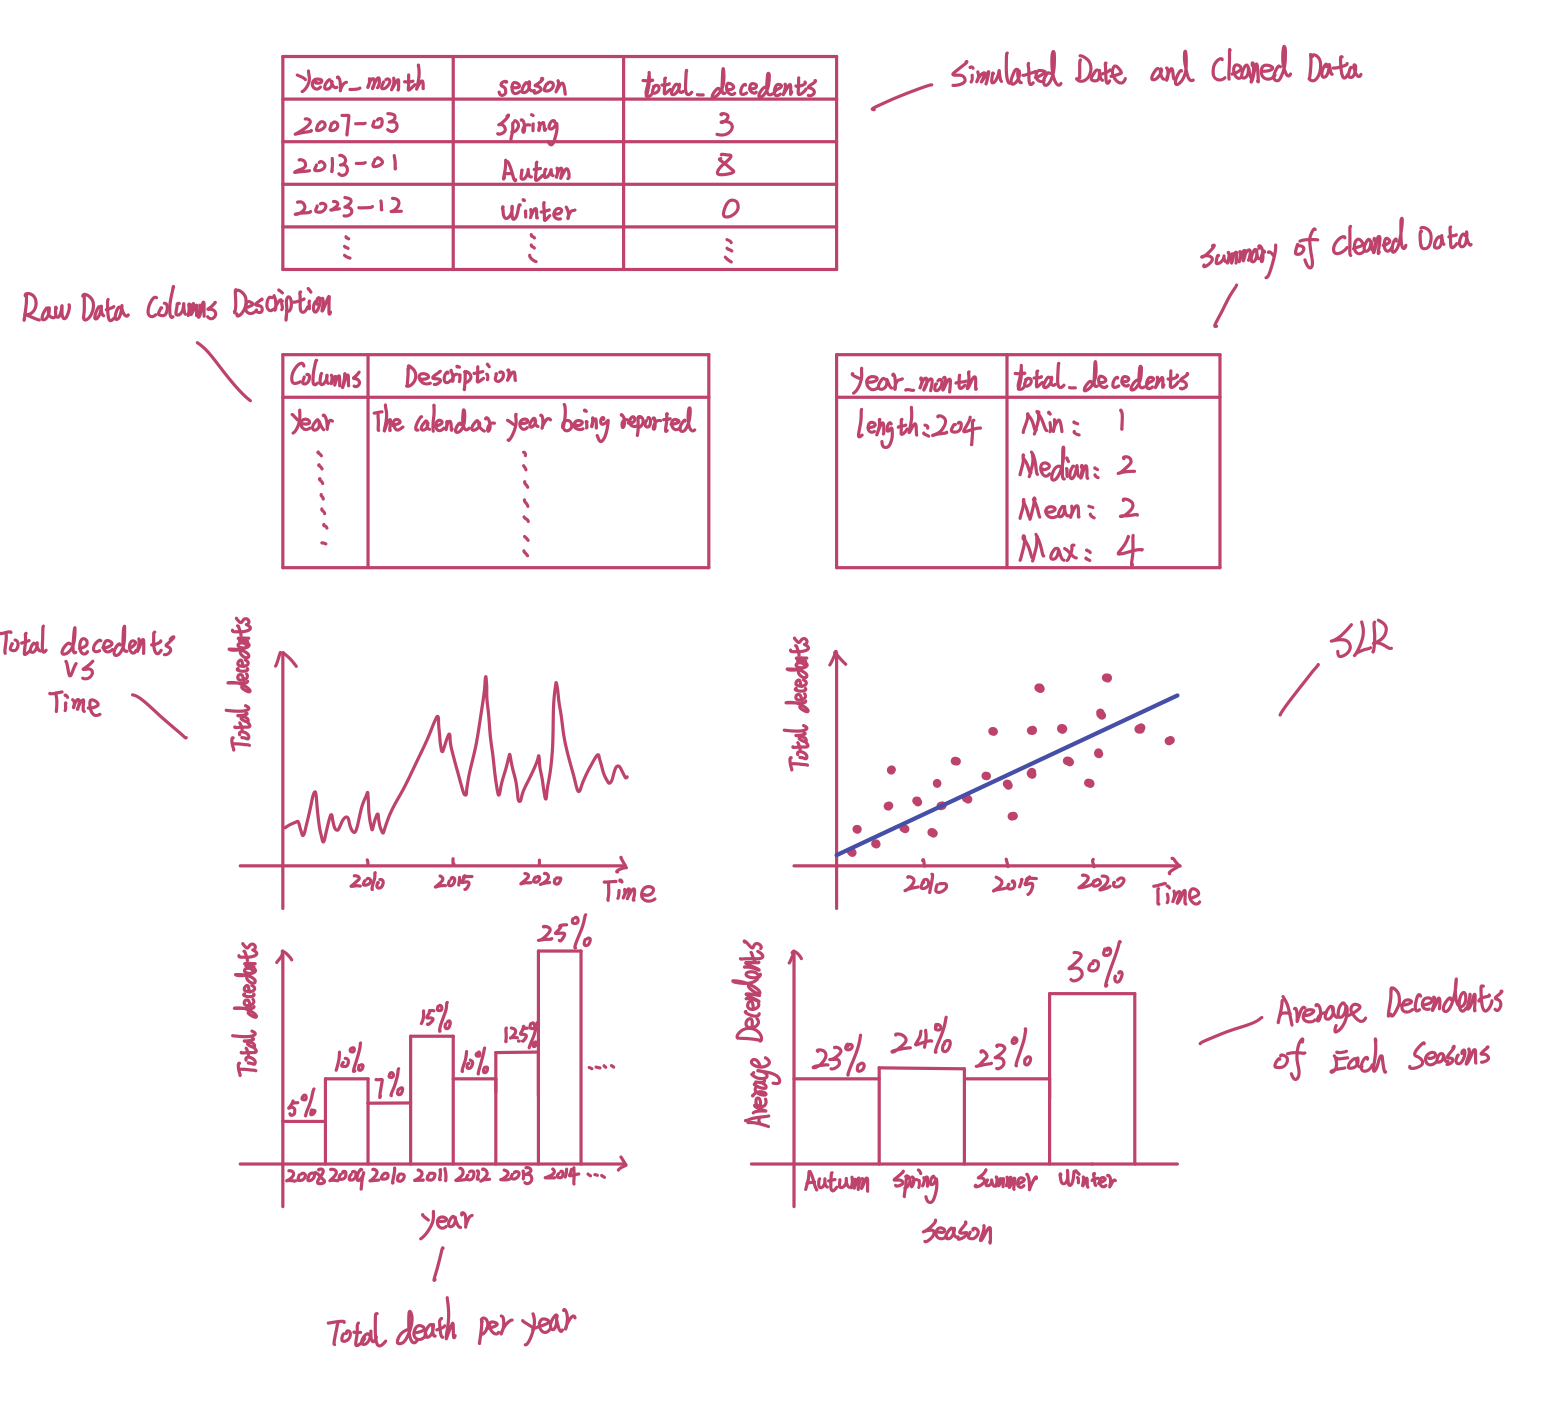 Simulated Date and Cleaned Data
year_month season total_decedents
2007-03 Spring 3
2013-01 Autum 8
2023-12 Winter 0
Summary of Cleaned Data
Raw Data Columns Description
Columns Description
year The calendar year being reported
year_month total_decedents
length:204 Min: 1
Median: 2
Mean: 2
Max: 4
Total decedents
vs
Time
Total decedents
2010 2015 2020
Time
SLR
Total decedents
2010 2015 2020
Time
Total decedents
5% 10% 7% 15% 10% 12.5% 25% ....
2008 2009 2010 2011 2012 2013 2014 ....
year
Total death per year
Average Decendants
23% 24% 23% 30%
Autumn Spring Summer Winter
Season
Average Decendents
of Each Seasons